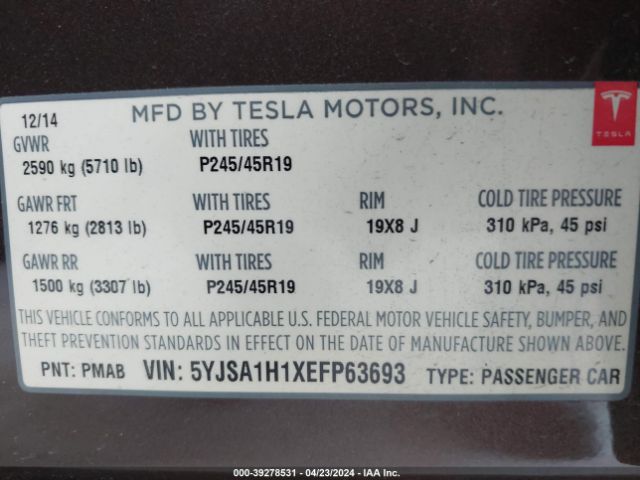 12/14 MFD BY TESLA MOTORS, INC.
TESLA
GVWR WITH TIRES
2590 kg (5710 lb) P245/45R19
GAWR FRT WITH TIRES RIM COLD TIRE PRESSURE
1276 kg (2813 lb) P245/45R19 19X8 J 310 kPa, 45 psi
GAWR RR WITH TIRES RIM COLD TIRE PRESSURE
1500 kg (3307 lb) P245/45R19 19X8 J 310 kPa, 45 psi
THIS VEHICLE CONFORMS TO ALL APPLICABLE U.S. FEDERAL MOTOR VEHICLE SAFETY, BUMPER, AND
THEFT PREVENTION STANDARDS IN EFFECT ON THE DATE OF MANUFACTURE SHOWN ABOVE.
PNT: PMAB VIN: 5YJSA1H1XEFP63693 TYPE: PASSENGER CAR
000-39278531 - 04/23/2024 - IAA Inc.